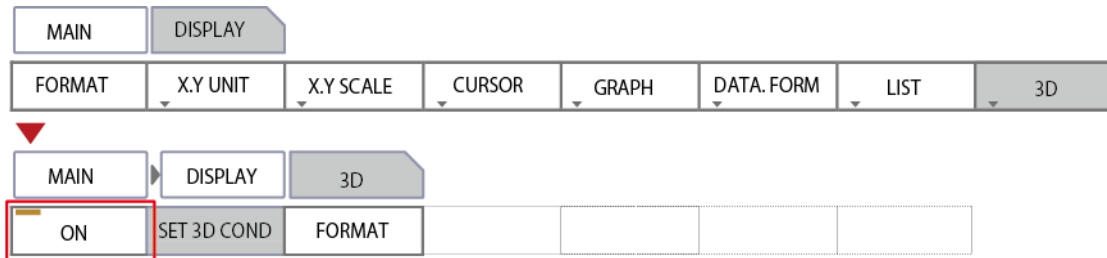 MAIN DISPLAY
FORMAT X.Y UNIT X.Y SCALE CURSOR GRAPH DATA. FORM LIST 3D
MAIN DISPLAY 3D
ON SET 3D COND FORMAT